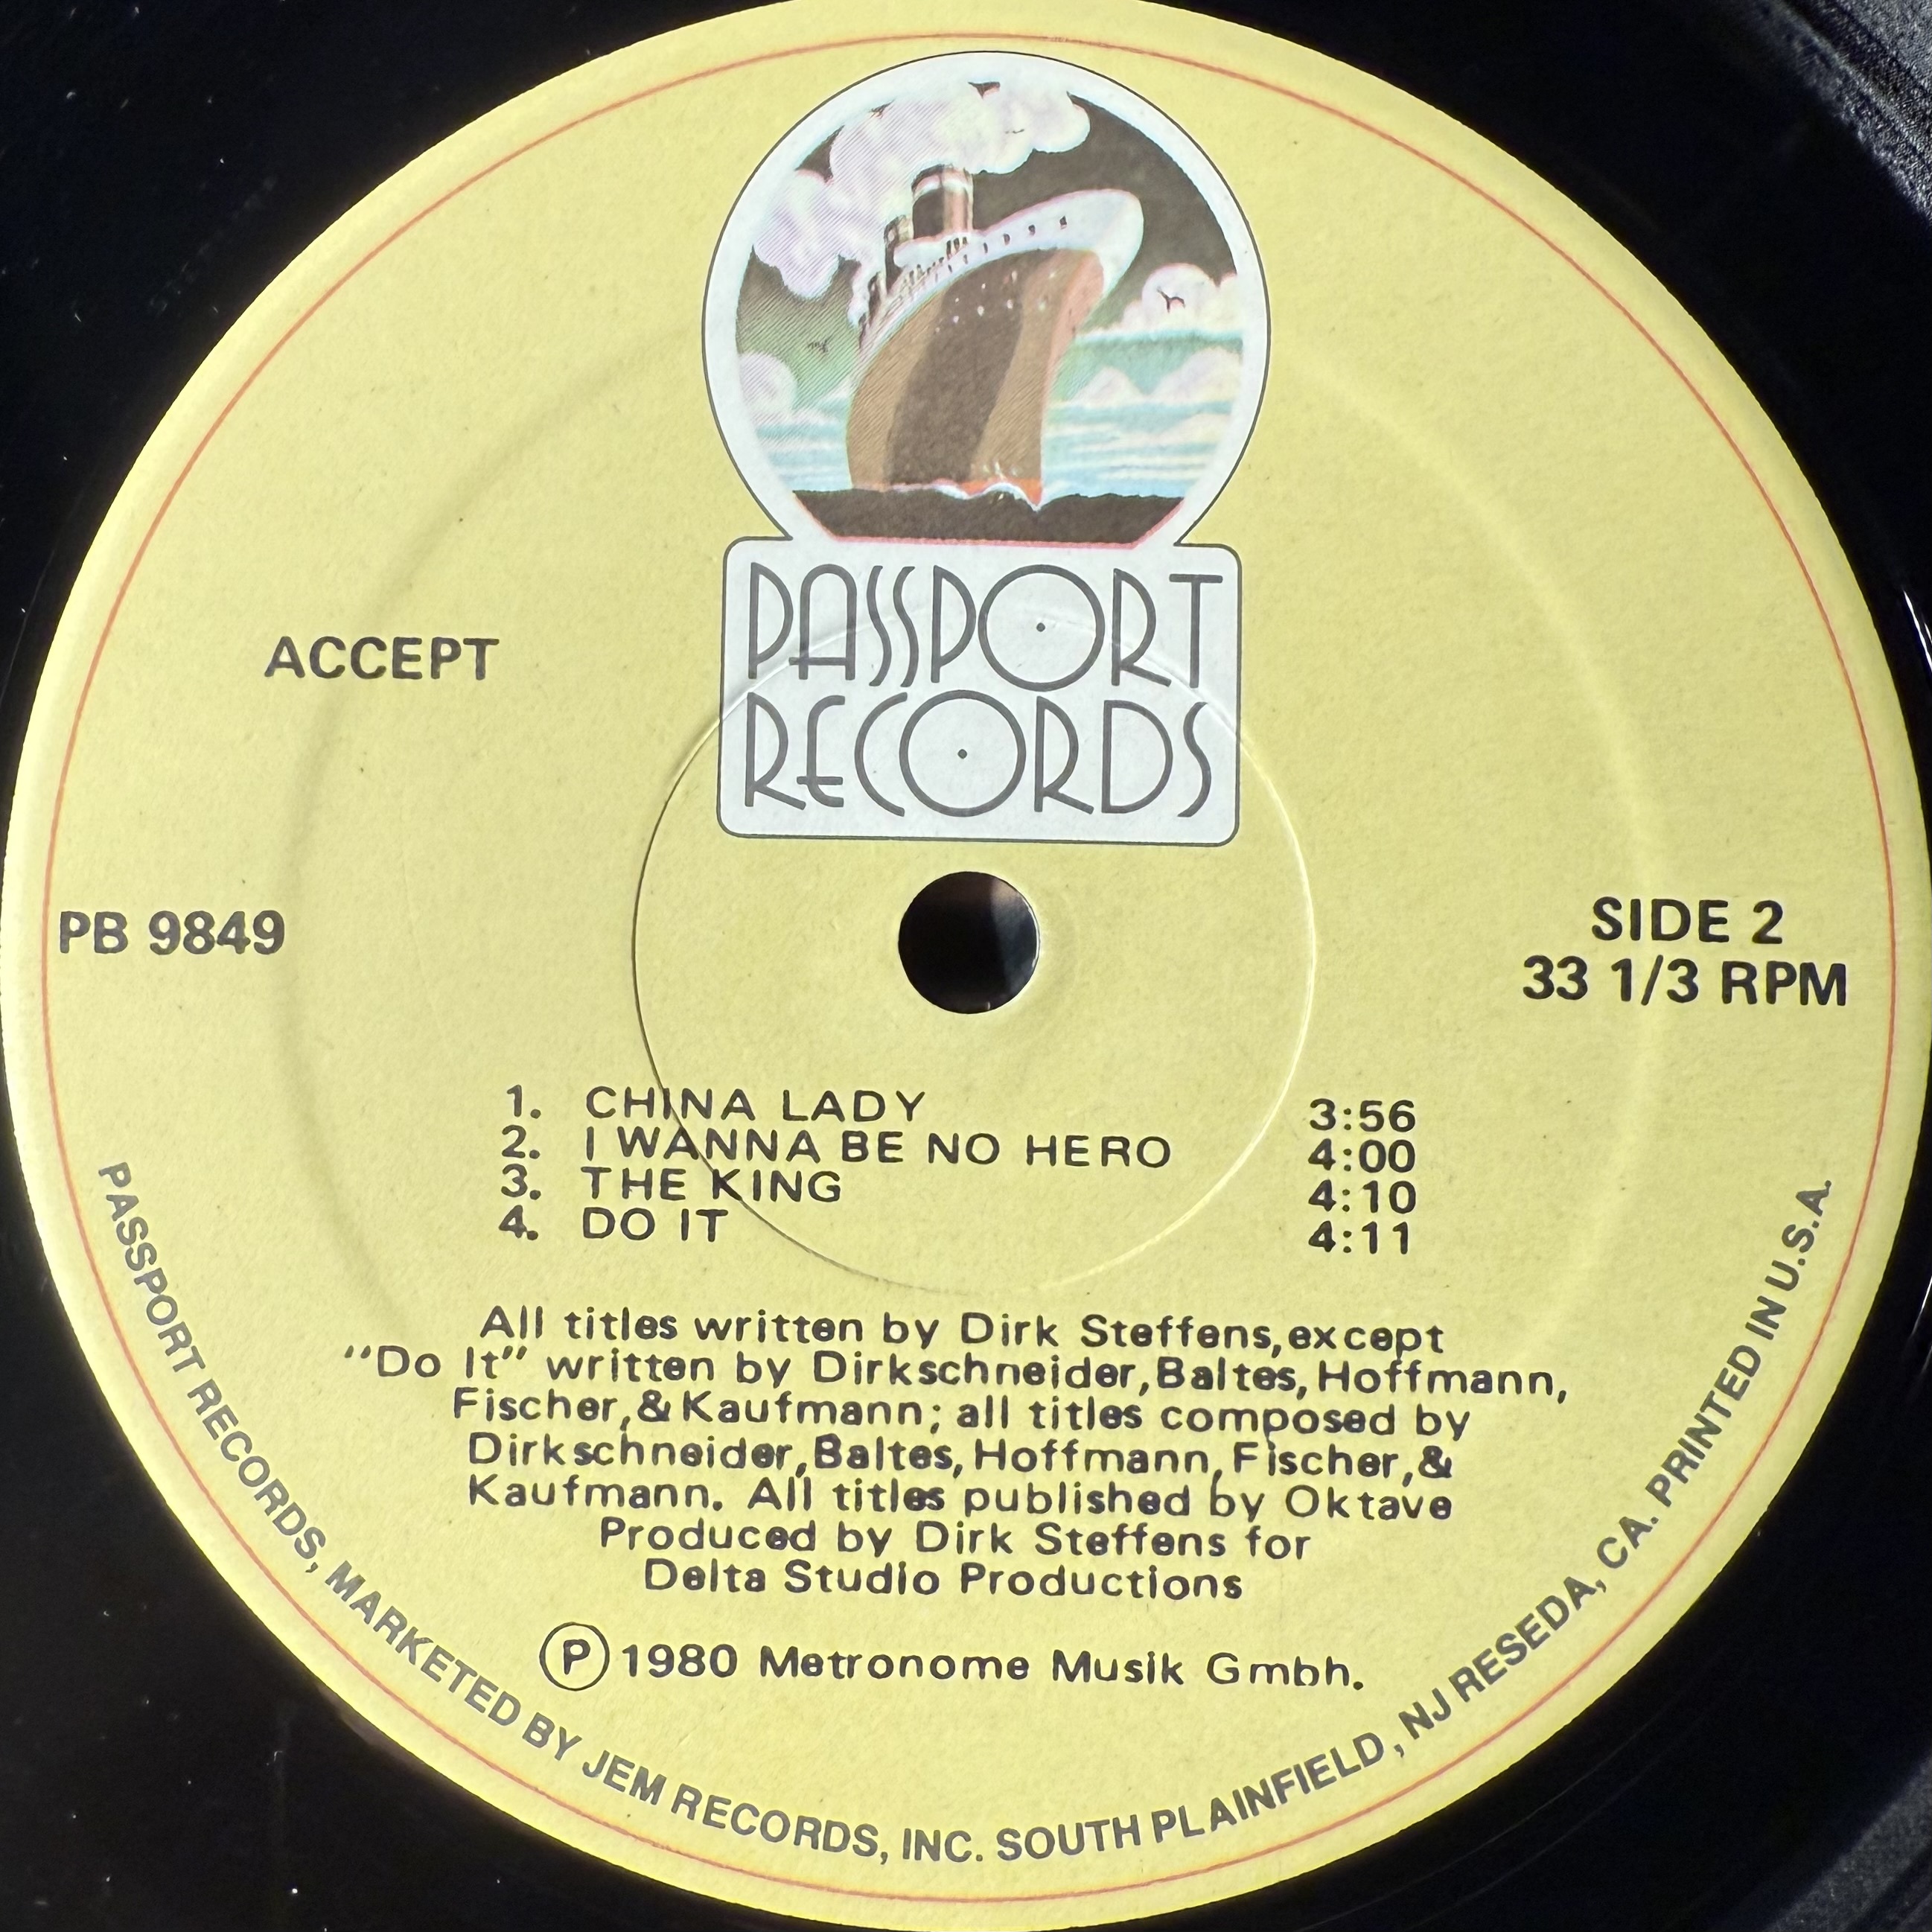 PASSPORT
RECORDS
ACCEPT
PB 9849
SIDE 2
33 1/3 RPM
1. CHINA LADY 3:56
2. I WANNA BE NO HERO 4:00
3. THE KING 4:10
4. DO IT 4:11
All titles written by Dirk Steffens, except
“Do It” written by Dirkschneider, Baltes, Hoffmann,
Fischer, & Kaufmann; all titles composed by
Dirkschneider, Baltes, Hoffmann, Fischer, &
Kaufmann. All titles published by Oktave
Produced by Dirk Steffens for
Delta Studio Productions
Ⓟ 1980 Metronome Musik Gmbh.
PASSPORT RECORDS, MARKETED BY JEM RECORDS, INC. SOUTH PLAINFIELD, NJ RESEDA, CA. PRINTED IN U.S.A.